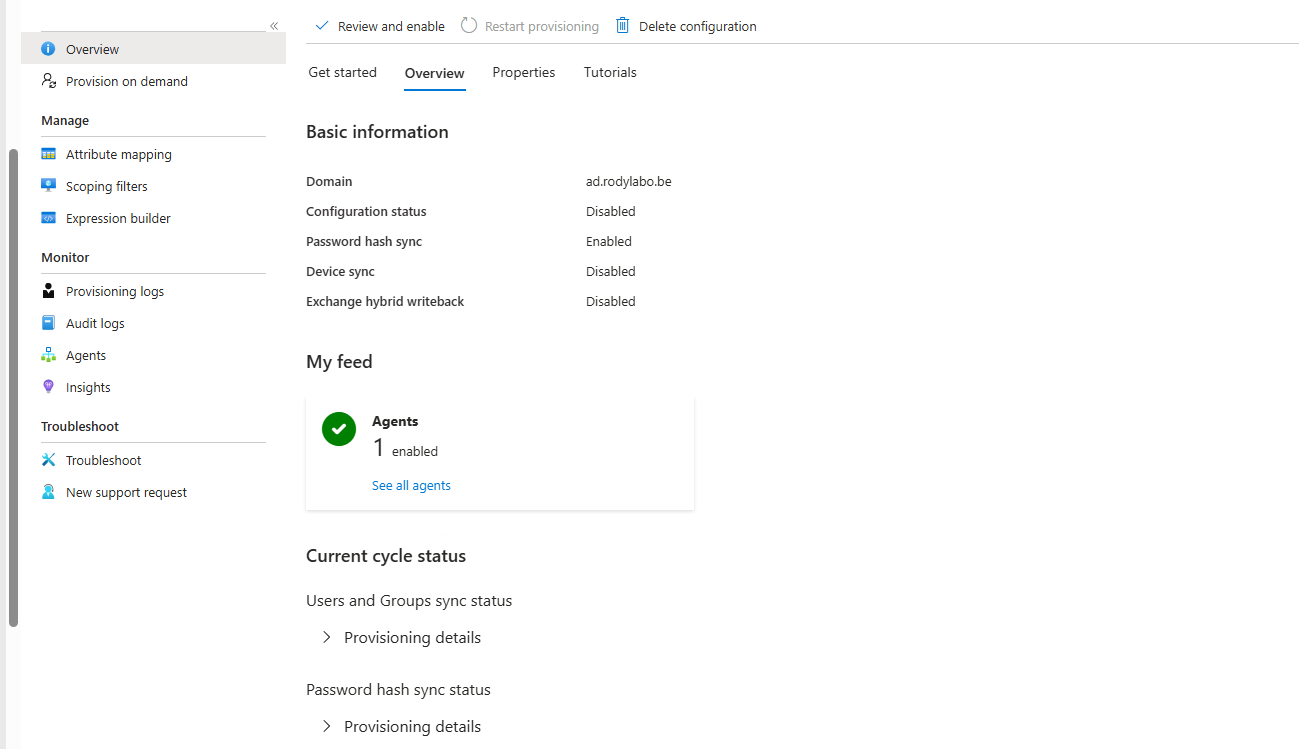 Review and enable
Restart provisioning
Delete configuration
Overview
Provision on demand
Manage
Attribute mapping
Scoping filters
Expression builder
Monitor
Provisioning logs
Audit logs
Agents
Insights
Troubleshoot
Troubleshoot
New support request
Get started
Overview
Properties
Tutorials
Basic information
Domain ad.rodylabo.be
Configuration status Disabled
Password hash sync Enabled
Device sync Disabled
Exchange hybrid writeback Disabled
My feed
Agents
1 enabled
See all agents
Current cycle status
Users and Groups sync status
Provisioning details
Password hash sync status
Provisioning details